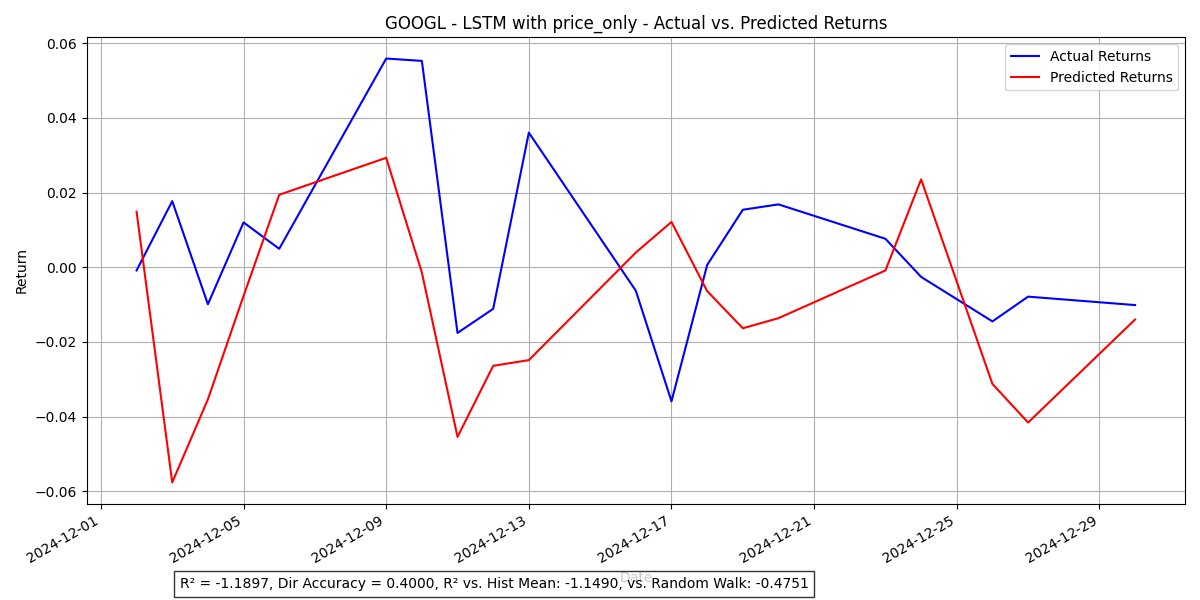 GOOGL - LSTM with price_only - Actual vs. Predicted Returns
Actual Returns
Predicted Returns
Return
0.06
0.04
0.02
0.00
−0.02
−0.04
−0.06
2024-12-01
2024-12-05
2024-12-09
2024-12-13
2024-12-17
2024-12-21
2024-12-25
2024-12-29
Date
R² = -1.1897, Dir Accuracy = 0.4000, R² vs. Hist Mean: -1.1490, vs. Random Walk: -0.4751